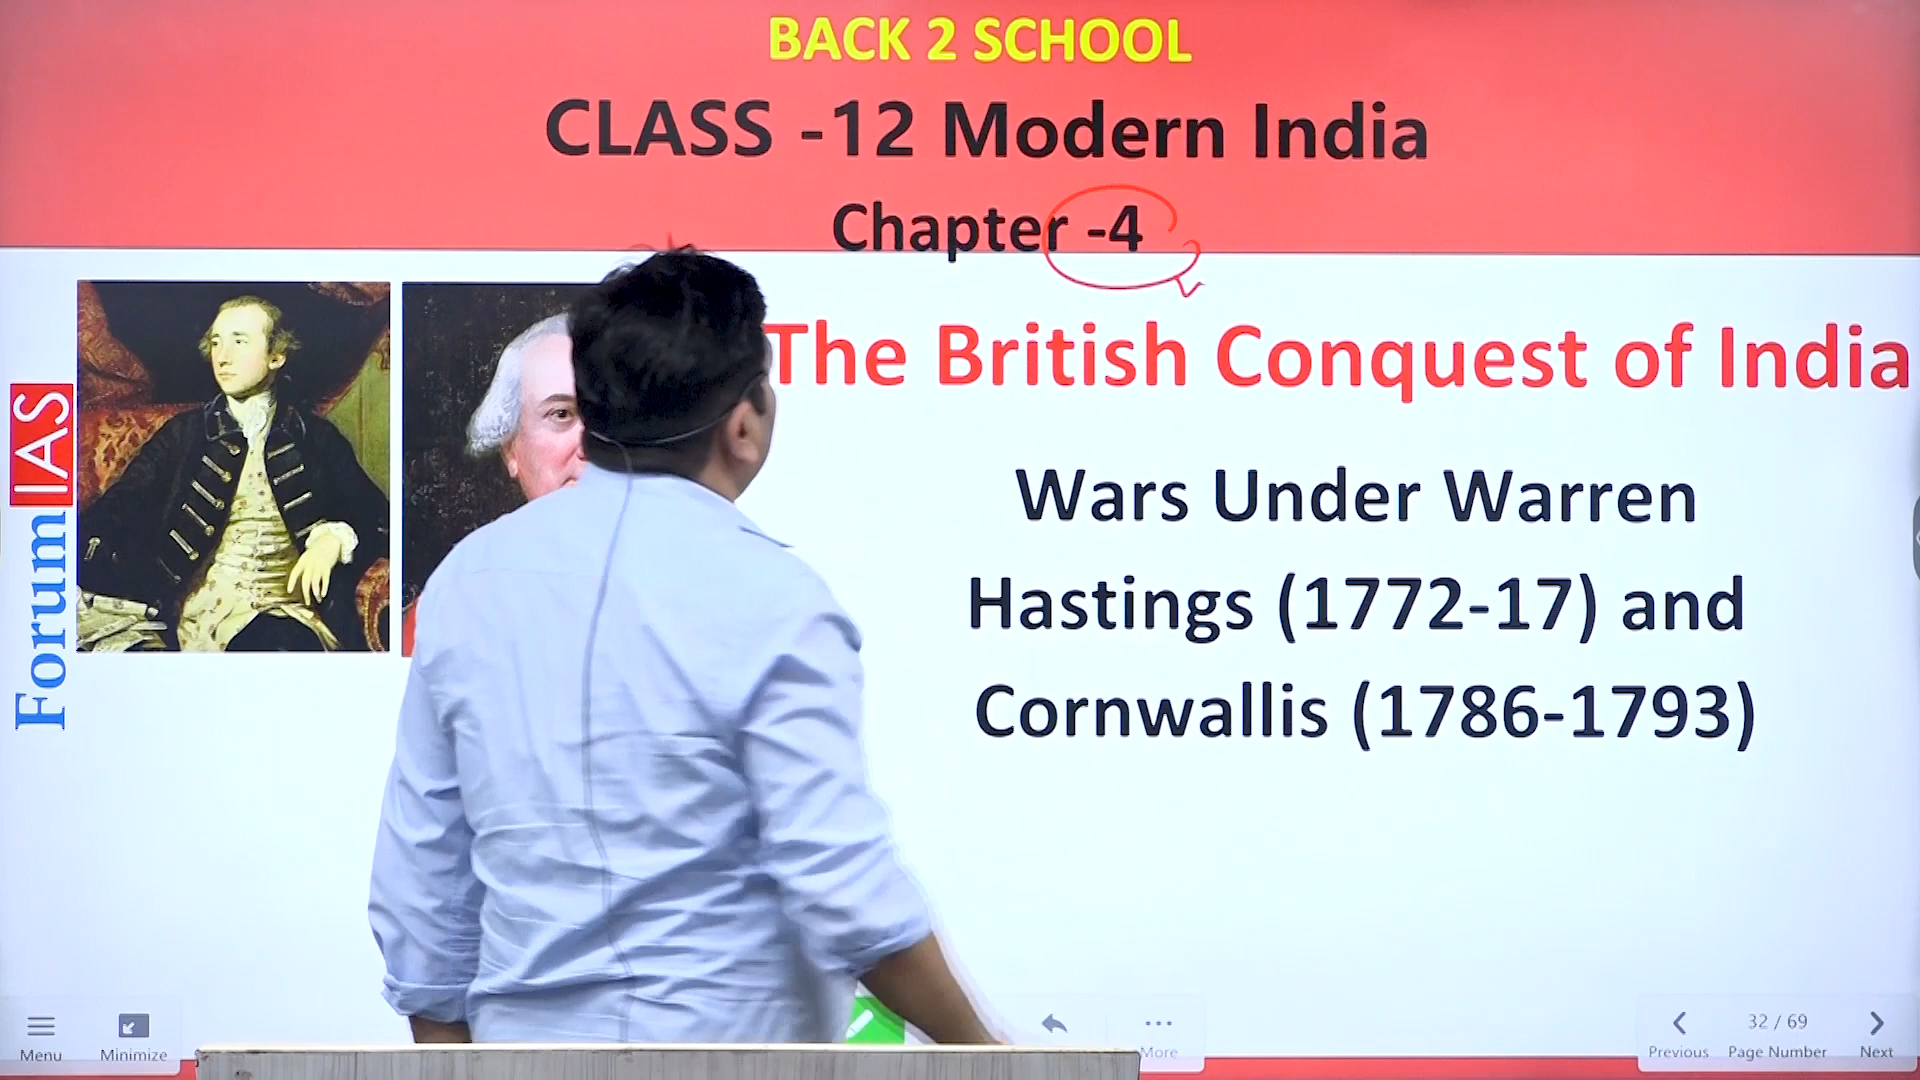 BACK 2 SCHOOL
CLASS -12 Modern India
Chapter -4
The British Conquest of India
Wars Under Warren
Hastings (1772-17) and
Cornwallis (1786-1793)
Forum IAS
Menu
Minimize
More
Previous
32 / 69
Page Number
Next